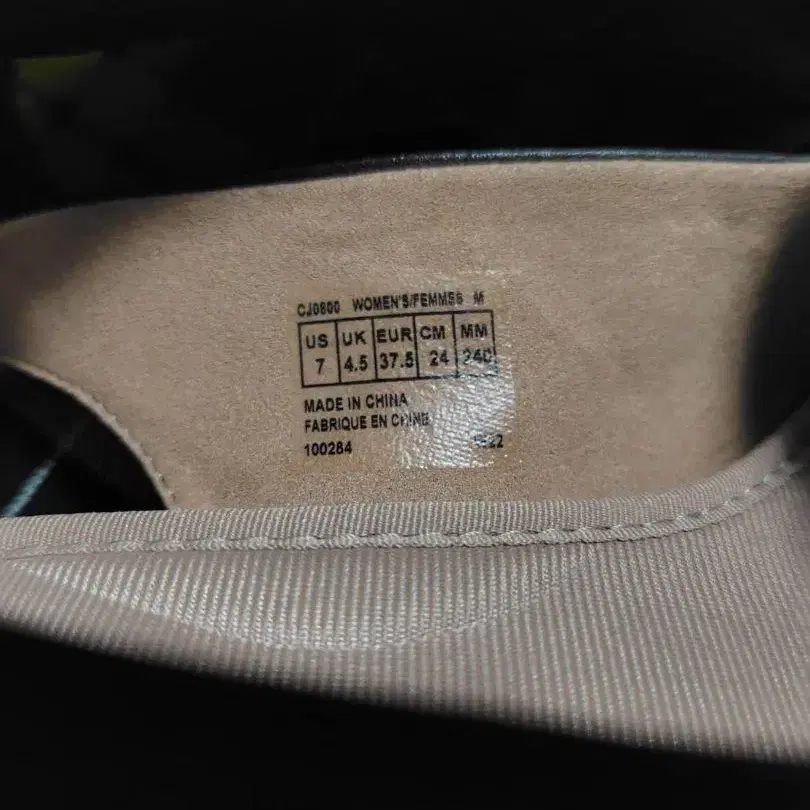 CJ0800 WOMEN'S/FEMMES M
US UK EUR CM MM
7 4.5 37.5 24 240
MADE IN CHINA
FABRIQUE EN CHINE
100284